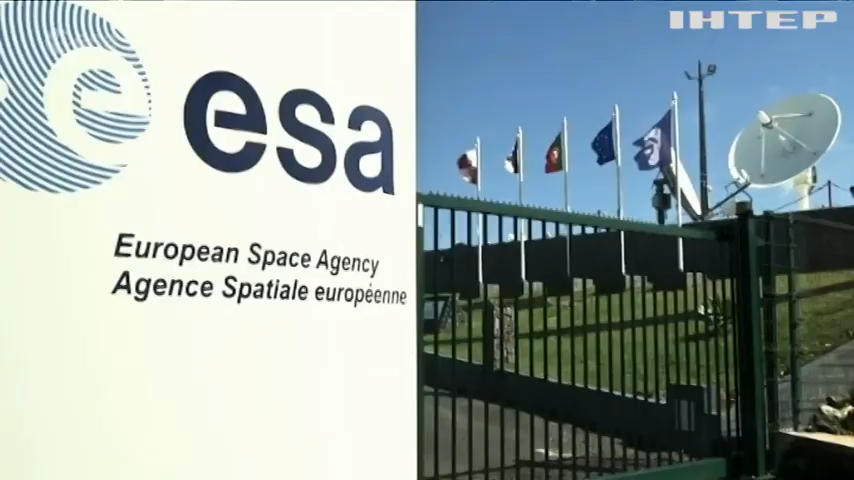 ІНТЕР
esa
European Space Agency
Agence Spatiale européenne